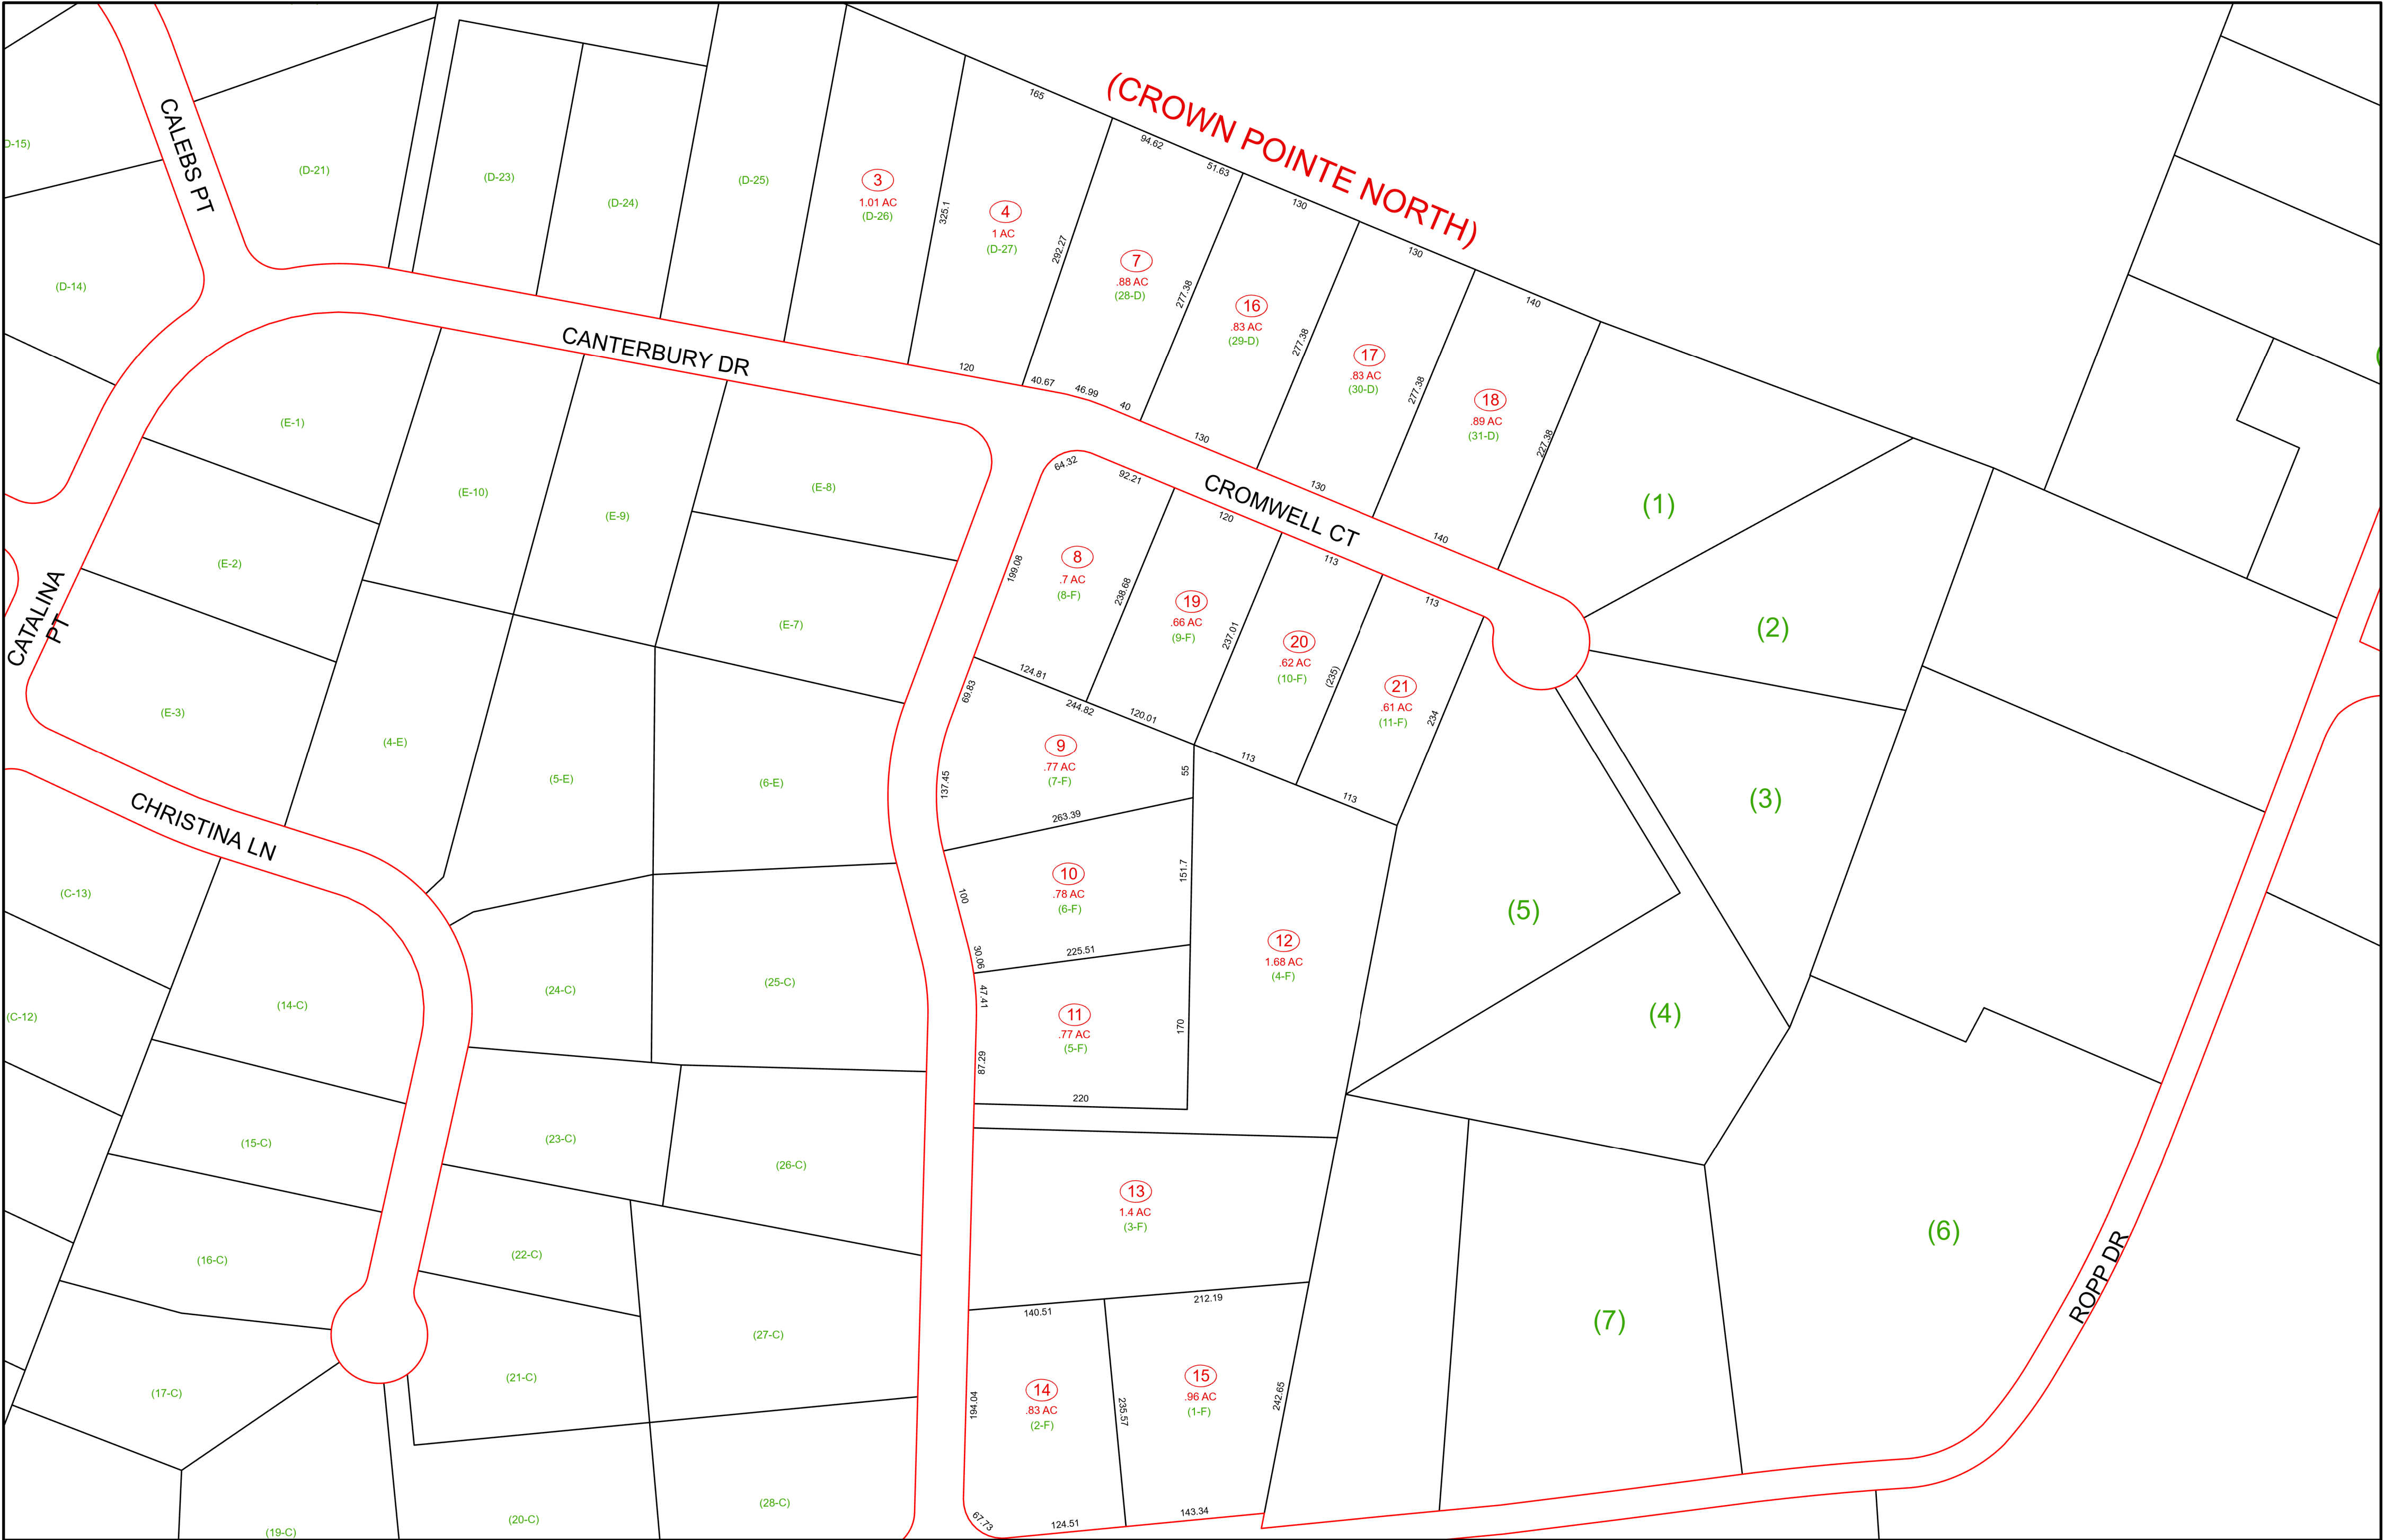 (CROWN POINTE NORTH)
CALEBS PT
CANTERBURY DR
CROMWELL CT
CATALINA
PT
CHRISTINA LN
ROPP DR
D-15)
(D-21)
(D-23)
(D-24)
(D-25)
3
1.01 AC
(D-26)
4
1 AC
(D-27)
7
.88 AC
(28-D)
16
.83 AC
(29-D)
17
.83 AC
(30-D)
18
.89 AC
(31-D)
165
94.62
51.63
130
130
140
325.1
292.27
277.38
277.38
277.38
227.38
120
40.67
46.99
40
130
130
140
(D-14)
(E-1)
(E-10)
(E-9)
(E-8)
(E-2)
(E-7)
(E-3)
(4-E)
(5-E)
(6-E)
64.32
92.21
120
113
113
199.08
238.68
237.01
(235)
234
8
.7 AC
(8-F)
19
.66 AC
(9-F)
20
.62 AC
(10-F)
21
.61 AC
(11-F)
124.81
244.82
120.01
113
113
69.83
9
.77 AC
(7-F)
137.45
55
263.39
10
.78 AC
(6-F)
100
151.7
30.06
225.51
47.41
11
.77 AC
(5-F)
170
87.29
220
12
1.68 AC
(4-F)
13
1.4 AC
(3-F)
140.51
212.19
14
.83 AC
(2-F)
15
.96 AC
(1-F)
194.04
235.57
242.65
67.73
124.51
143.34
(1)
(2)
(3)
(5)
(4)
(6)
(7)
(C-13)
(C-12)
(14-C)
(24-C)
(25-C)
(15-C)
(23-C)
(26-C)
(16-C)
(22-C)
(27-C)
(17-C)
(21-C)
(28-C)
(19-C)
(20-C)